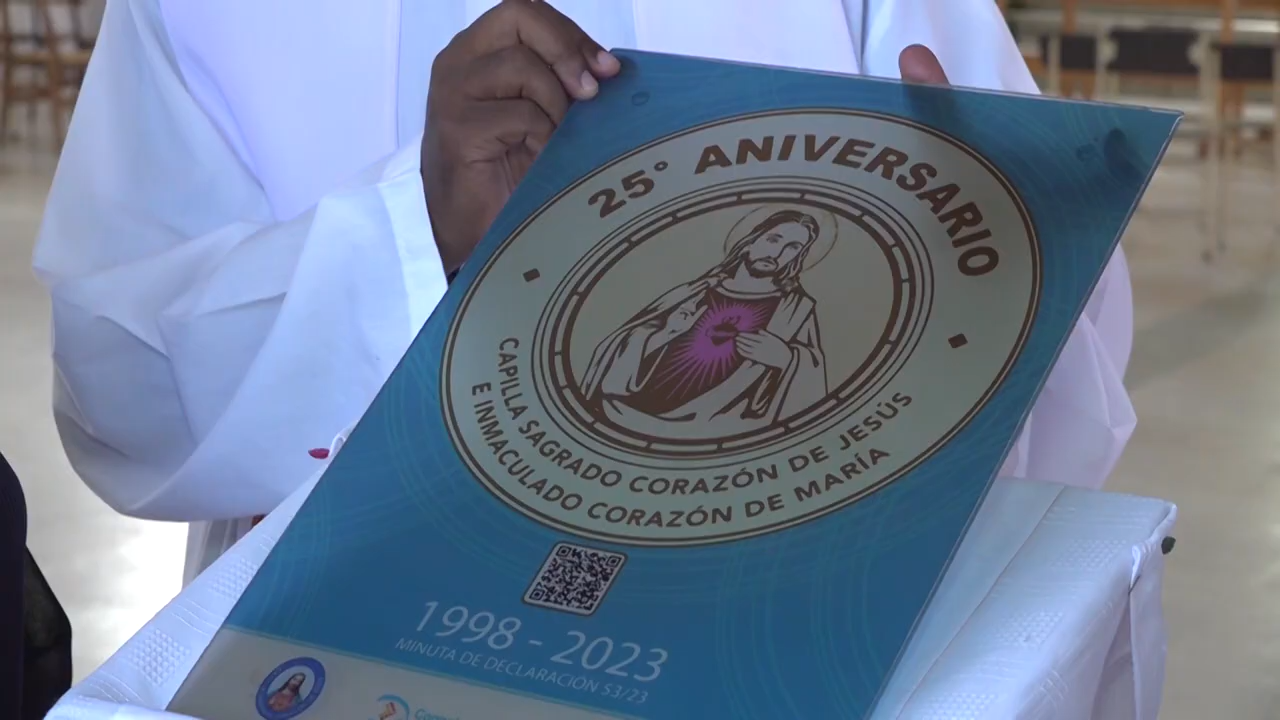 25° ANIVERSARIO
CAPILLA SAGRADO CORAZÓN DE JESÚS
E INMACULADO CORAZÓN DE MARÍA
1998 - 2023
MINUTA DE DECLARACIÓN 53/23